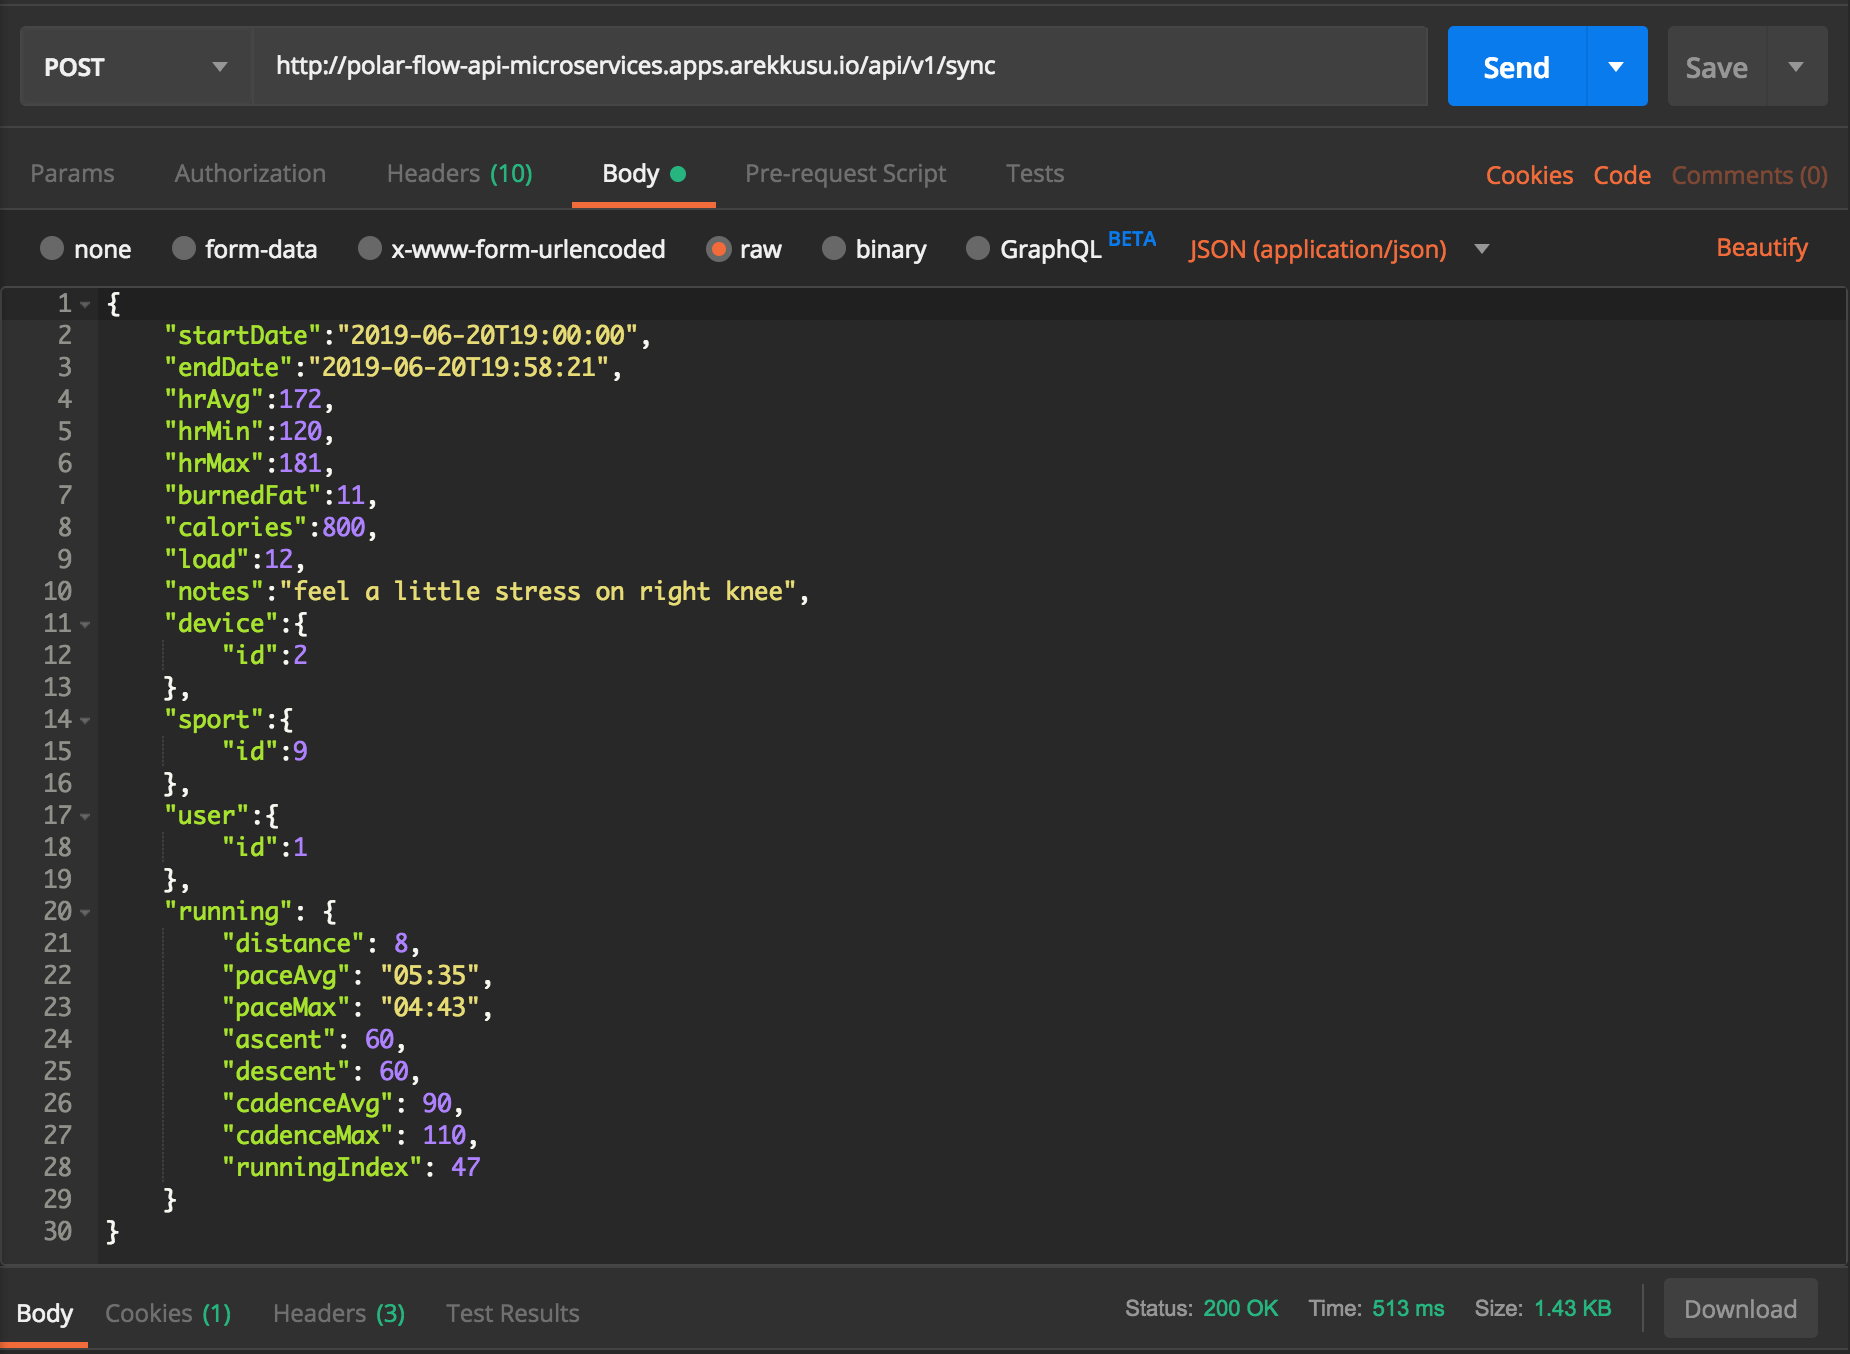 POST http://polar-flow-api-microservices.apps.arekkusu.io/api/v1/sync Send Save
Params Authorization Headers (10) Body Pre-request Script Tests Cookies Code Comments (0)
none form-data x-www-form-urlencoded raw binary GraphQL BETA JSON (application/json) Beautify
1 {
2 "startDate":"2019-06-20T19:00:00",
3 "endDate":"2019-06-20T19:58:21",
4 "hrAvg":172,
5 "hrMin":120,
6 "hrMax":181,
7 "burnedFat":11,
8 "calories":800,
9 "load":12,
10 "notes":"feel a little stress on right knee",
11 "device":{
12 "id":2
13 },
14 "sport":{
15 "id":9
16 },
17 "user":{
18 "id":1
19 },
20 "running": {
21 "distance": 8,
22 "paceAvg": "05:35",
23 "paceMax": "04:43",
24 "ascent": 60,
25 "descent": 60,
26 "cadenceAvg": 90,
27 "cadenceMax": 110,
28 "runningIndex": 47
29 }
30 }
Body Cookies (1) Headers (3) Test Results Status: 200 OK Time: 513 ms Size: 1.43 KB Download